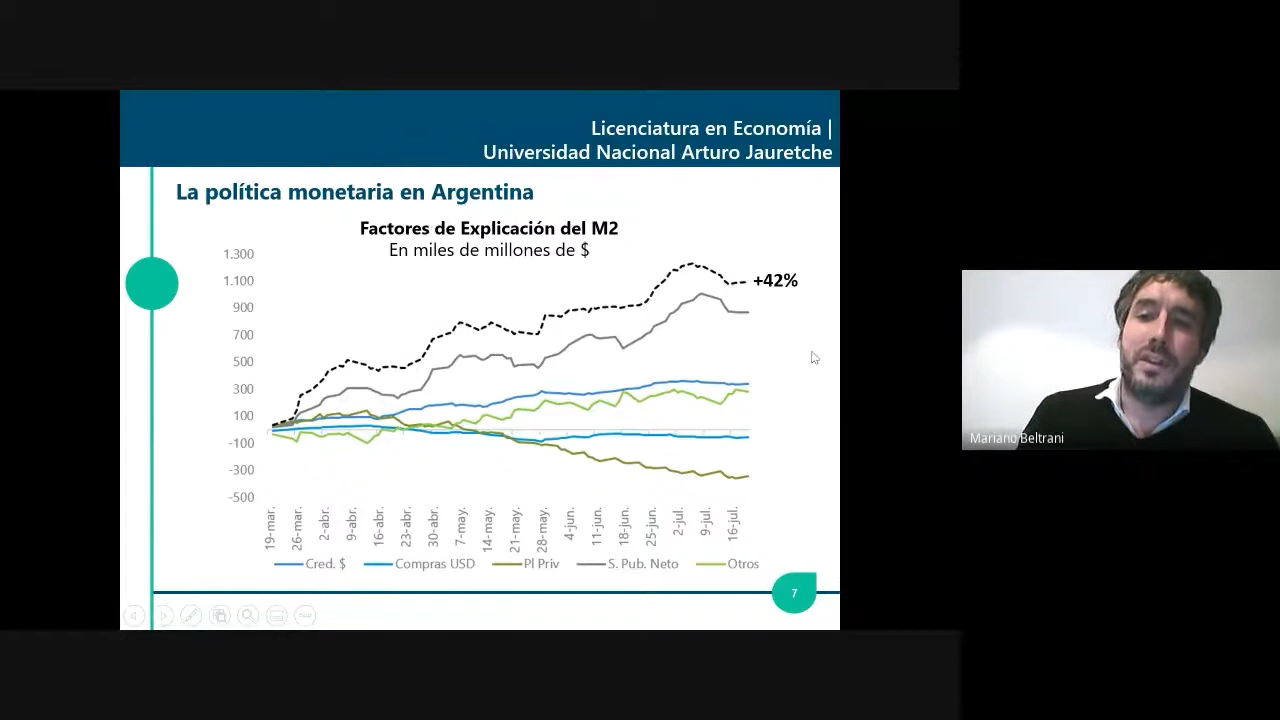 Licenciatura en Economía |
Universidad Nacional Arturo Jauretche
La política monetaria en Argentina
Factores de Explicación del M2
En miles de millones de $
1.300
1.100
900
700
500
300
100
-100
-300
-500
+42%
19-mar.
26-mar.
2-abr.
9-abr.
16-abr.
23-abr.
30-abr.
7-may.
14-may.
21-may.
28-may.
4-jun.
11-jun.
18-jun.
25-jun.
2-jul.
9-jul.
16-jul.
Cred. $ Compras USD Pl Priv S. Pub. Neto Otros
7
Mariano Beltrani